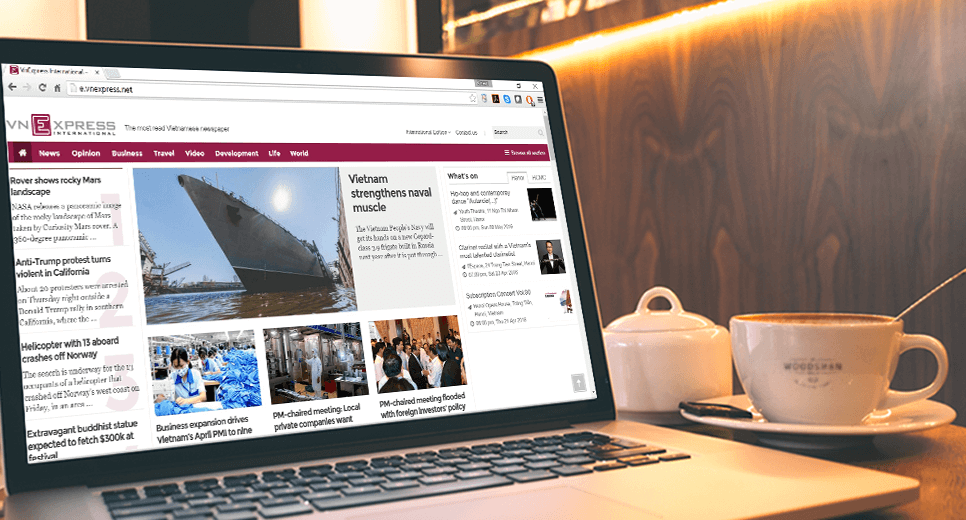 VnExpress International -
e.vnexpress.net
VN EXPRESS
INTERNATIONAL
The most read Vietnamese newspaper
Contact us
Search
News Opinion Business Travel Video Development Life World
Browse all section
Rover shows rocky Mars
landscape
NASA releases a panoramic image
of the rocky landscape of Mars
taken by Curiosity Mars rover. A
360-degree panoramic ...
1
Anti-Trump protest turns
violent in California
About 20 protesters were arrested
on Thursday night outside a
Donald Trump rally in southern
California, where the ...
2
Helicopter with 13 aboard
crashes off Norway
The search is underway for the 13
occupants of a helicopter that
crashed off Norway's west coast on
Friday, in an area ...
3
Extravagant buddhist statue
expected to fetch $300k at
festival
Vietnam
strengthens naval
muscle
The Vietnam People's Navy will
get its hands on a new Gepard-
class 3.9 frigate built in Russia
next year after it is put through ...
Business expansion drives
Vietnam's April PMI to nine
PM-chaired meeting: Local
private companies want
PM-chaired meeting flooded
with foreign investors' policy
What's on
Hanoi HCMC
Hip-hop and contemporary
dance
Youth Theatre, 11 Ngo Thi Nham
Street, Hanoi
08:00 pm, Sun 08 May 2016
Clarinet recital with a Vietnam's
most talented clarinetist
24 Trang Tien Street, Hanoi
07:00 pm, Sat 23 Apr 2016
Subscription Concert Vol.90
Hanoi Opera House, Trang Tien,
Hanoi, Vietnam
08:00 pm, Thu 21 Apr 2016
WOODSMAN